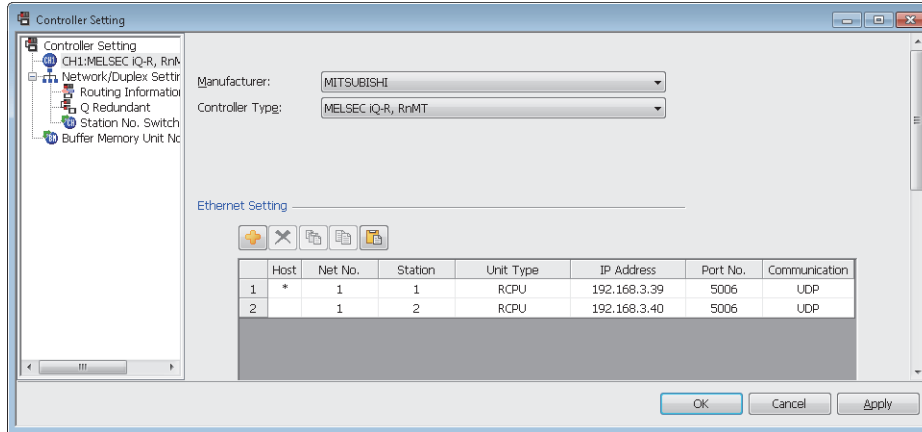 Controller Setting
Controller Setting
CH1:MELSEC iQ-R, RnM
Network/Duplex Settin
Routing Information
Q Redundant
Station No. Switch
Buffer Memory Unit No
Manufacturer: MITSUBISHI
Controller Type: MELSEC iQ-R, RnMT
Ethernet Setting
Host Net No. Station Unit Type IP Address Port No. Communication
1 * 1 1 RCPU 192.168.3.39 5006 UDP
2 1 2 RCPU 192.168.3.40 5006 UDP
OK Cancel Apply